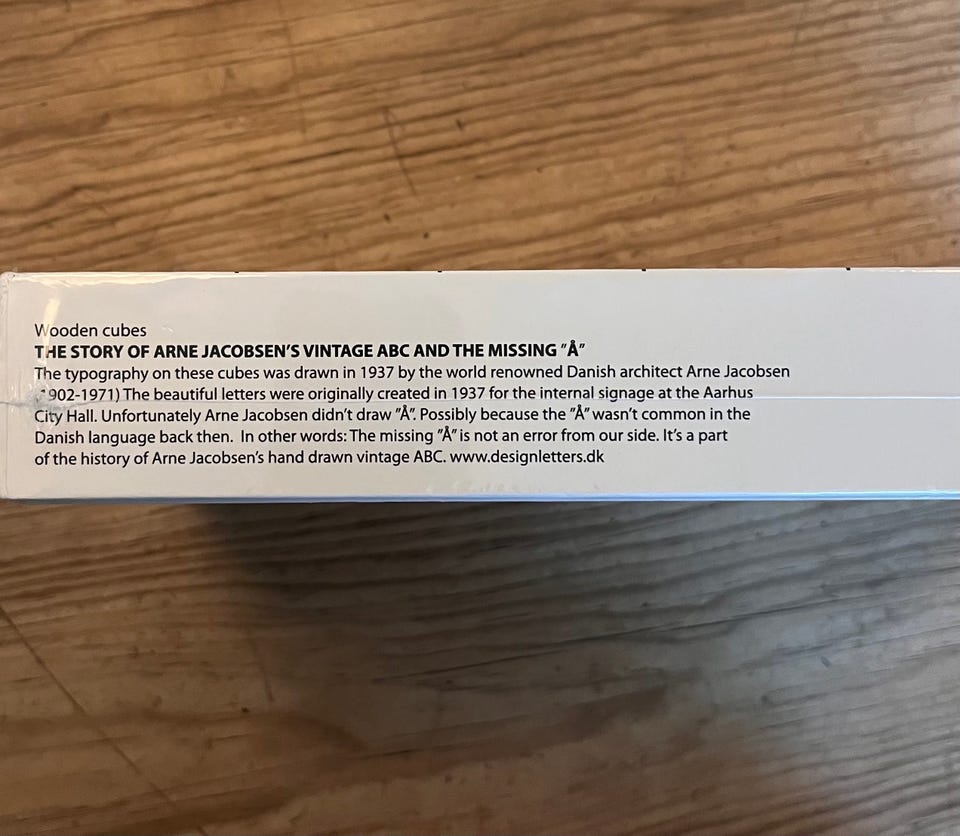 Wooden cubes
THE STORY OF ARNE JACOBSEN'S VINTAGE ABC AND THE MISSING "Å"
The typography on these cubes was drawn in 1937 by the world renowned Danish architect Arne Jacobsen
(1902-1971) The beautiful letters were originally created in 1937 for the internal signage at the Aarhus
City Hall. Unfortunately Arne Jacobsen didn't draw "Å". Possibly because the "Å" wasn't common in the
Danish language back then. In other words: The missing "Å" is not an error from our side. It's a part
of the history of Arne Jacobsen's hand drawn vintage ABC. www.designletters.dk